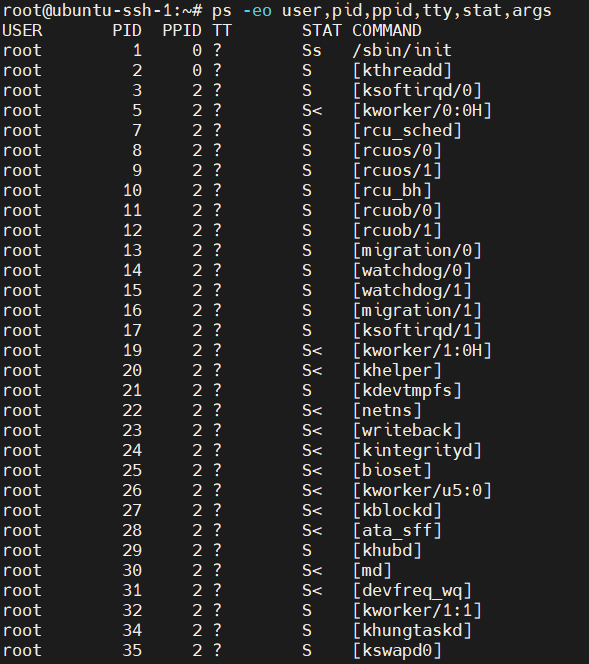 root@ubuntu-ssh-1:~# ps -eo user,pid,ppid,tty,stat,args
USER       PID  PPID TT       STAT COMMAND
root         1     0 ?        Ss   /sbin/init
root         2     0 ?        S    [kthreadd]
root         3     2 ?        S    [ksoftirqd/0]
root         5     2 ?        S<   [kworker/0:0H]
root         7     2 ?        S    [rcu_sched]
root         8     2 ?        S    [rcuos/0]
root         9     2 ?        S    [rcuos/1]
root        10     2 ?        S    [rcu_bh]
root        11     2 ?        S    [rcuob/0]
root        12     2 ?        S    [rcuob/1]
root        13     2 ?        S    [migration/0]
root        14     2 ?        S    [watchdog/0]
root        15     2 ?        S    [watchdog/1]
root        16     2 ?        S    [migration/1]
root        17     2 ?        S    [ksoftirqd/1]
root        19     2 ?        S<   [kworker/1:0H]
root        20     2 ?        S<   [khelper]
root        21     2 ?        S    [kdevtmpfs]
root        22     2 ?        S<   [netns]
root        23     2 ?        S<   [writeback]
root        24     2 ?        S<   [kintegrityd]
root        25     2 ?        S<   [bioset]
root        26     2 ?        S<   [kworker/u5:0]
root        27     2 ?        S<   [kblockd]
root        28     2 ?        S<   [ata_sff]
root        29     2 ?        S    [khubd]
root        30     2 ?        S<   [md]
root        31     2 ?        S<   [devfreq_wq]
root        32     2 ?        S    [kworker/1:1]
root        34     2 ?        S    [khungtaskd]
root        35     2 ?        S    [kswapd0]